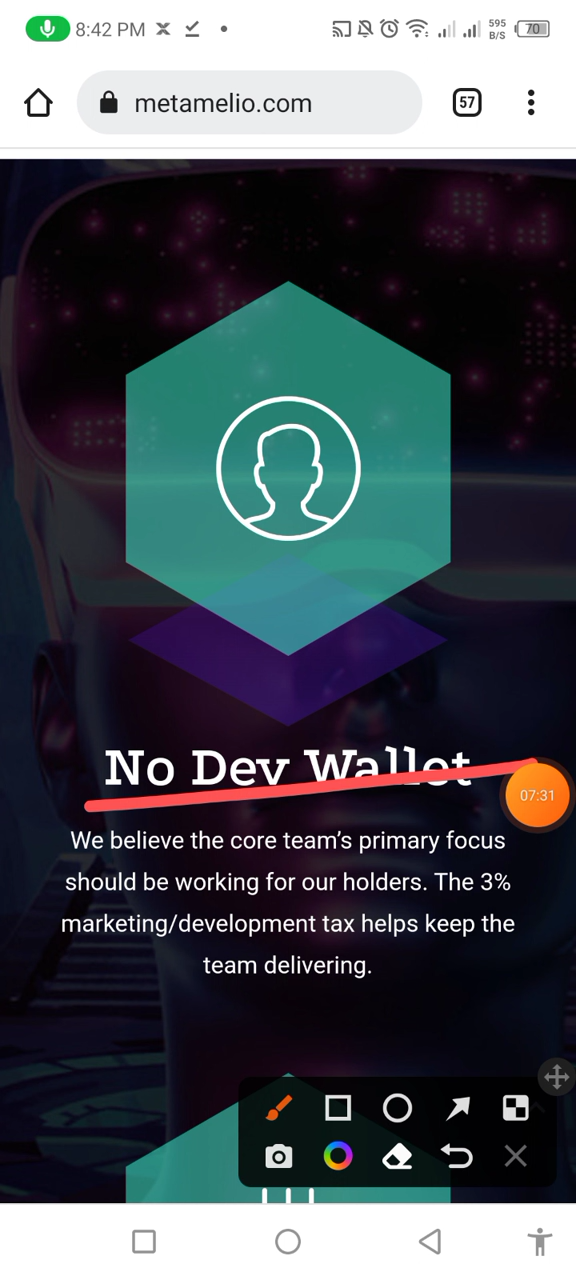 8:42 PM
595
B/S
70
metamelio.com
57
No Dev Wallet
07:31
We believe the core team’s primary focus
should be working for our holders. The 3%
marketing/development tax helps keep the
team delivering.